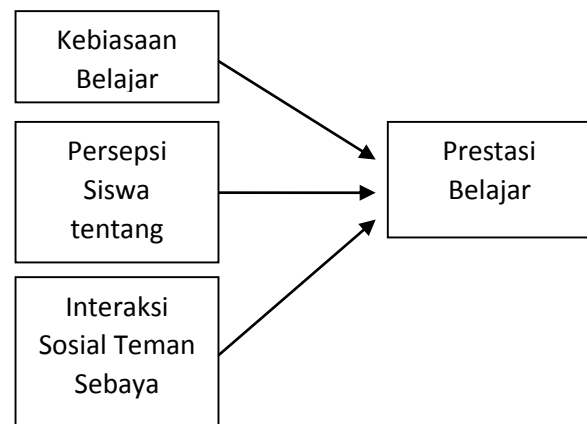 Kebiasaan
Belajar
Persepsi
Siswa
tentang
Interaksi
Sosial Teman
Sebaya
Prestasi
Belajar